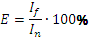 E = I_f / I_n · 100%